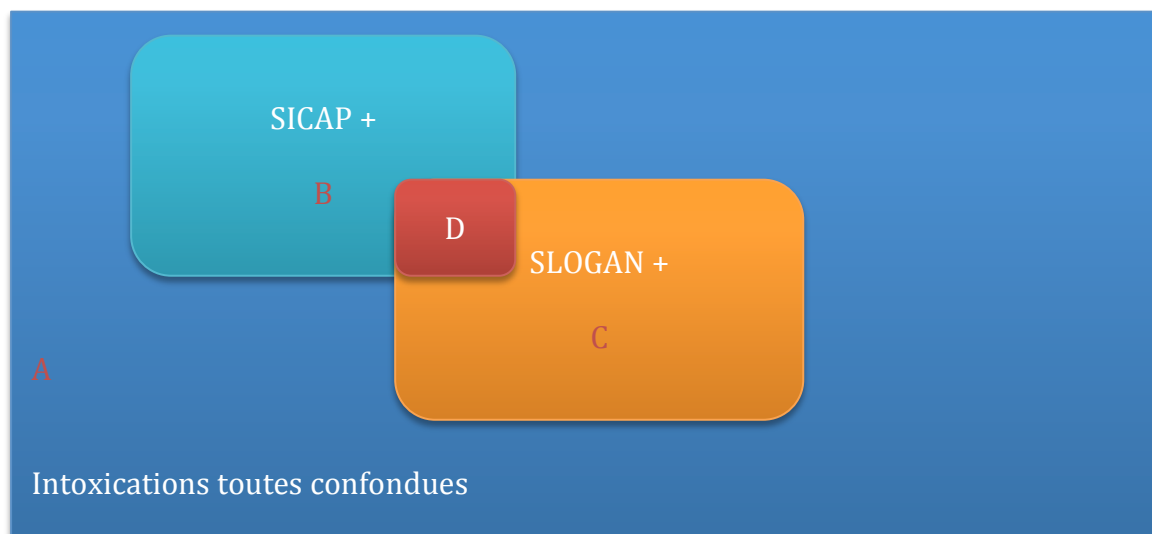 SICAP +
B
D
SLOGAN +
C
A
Intoxications toutes confondues